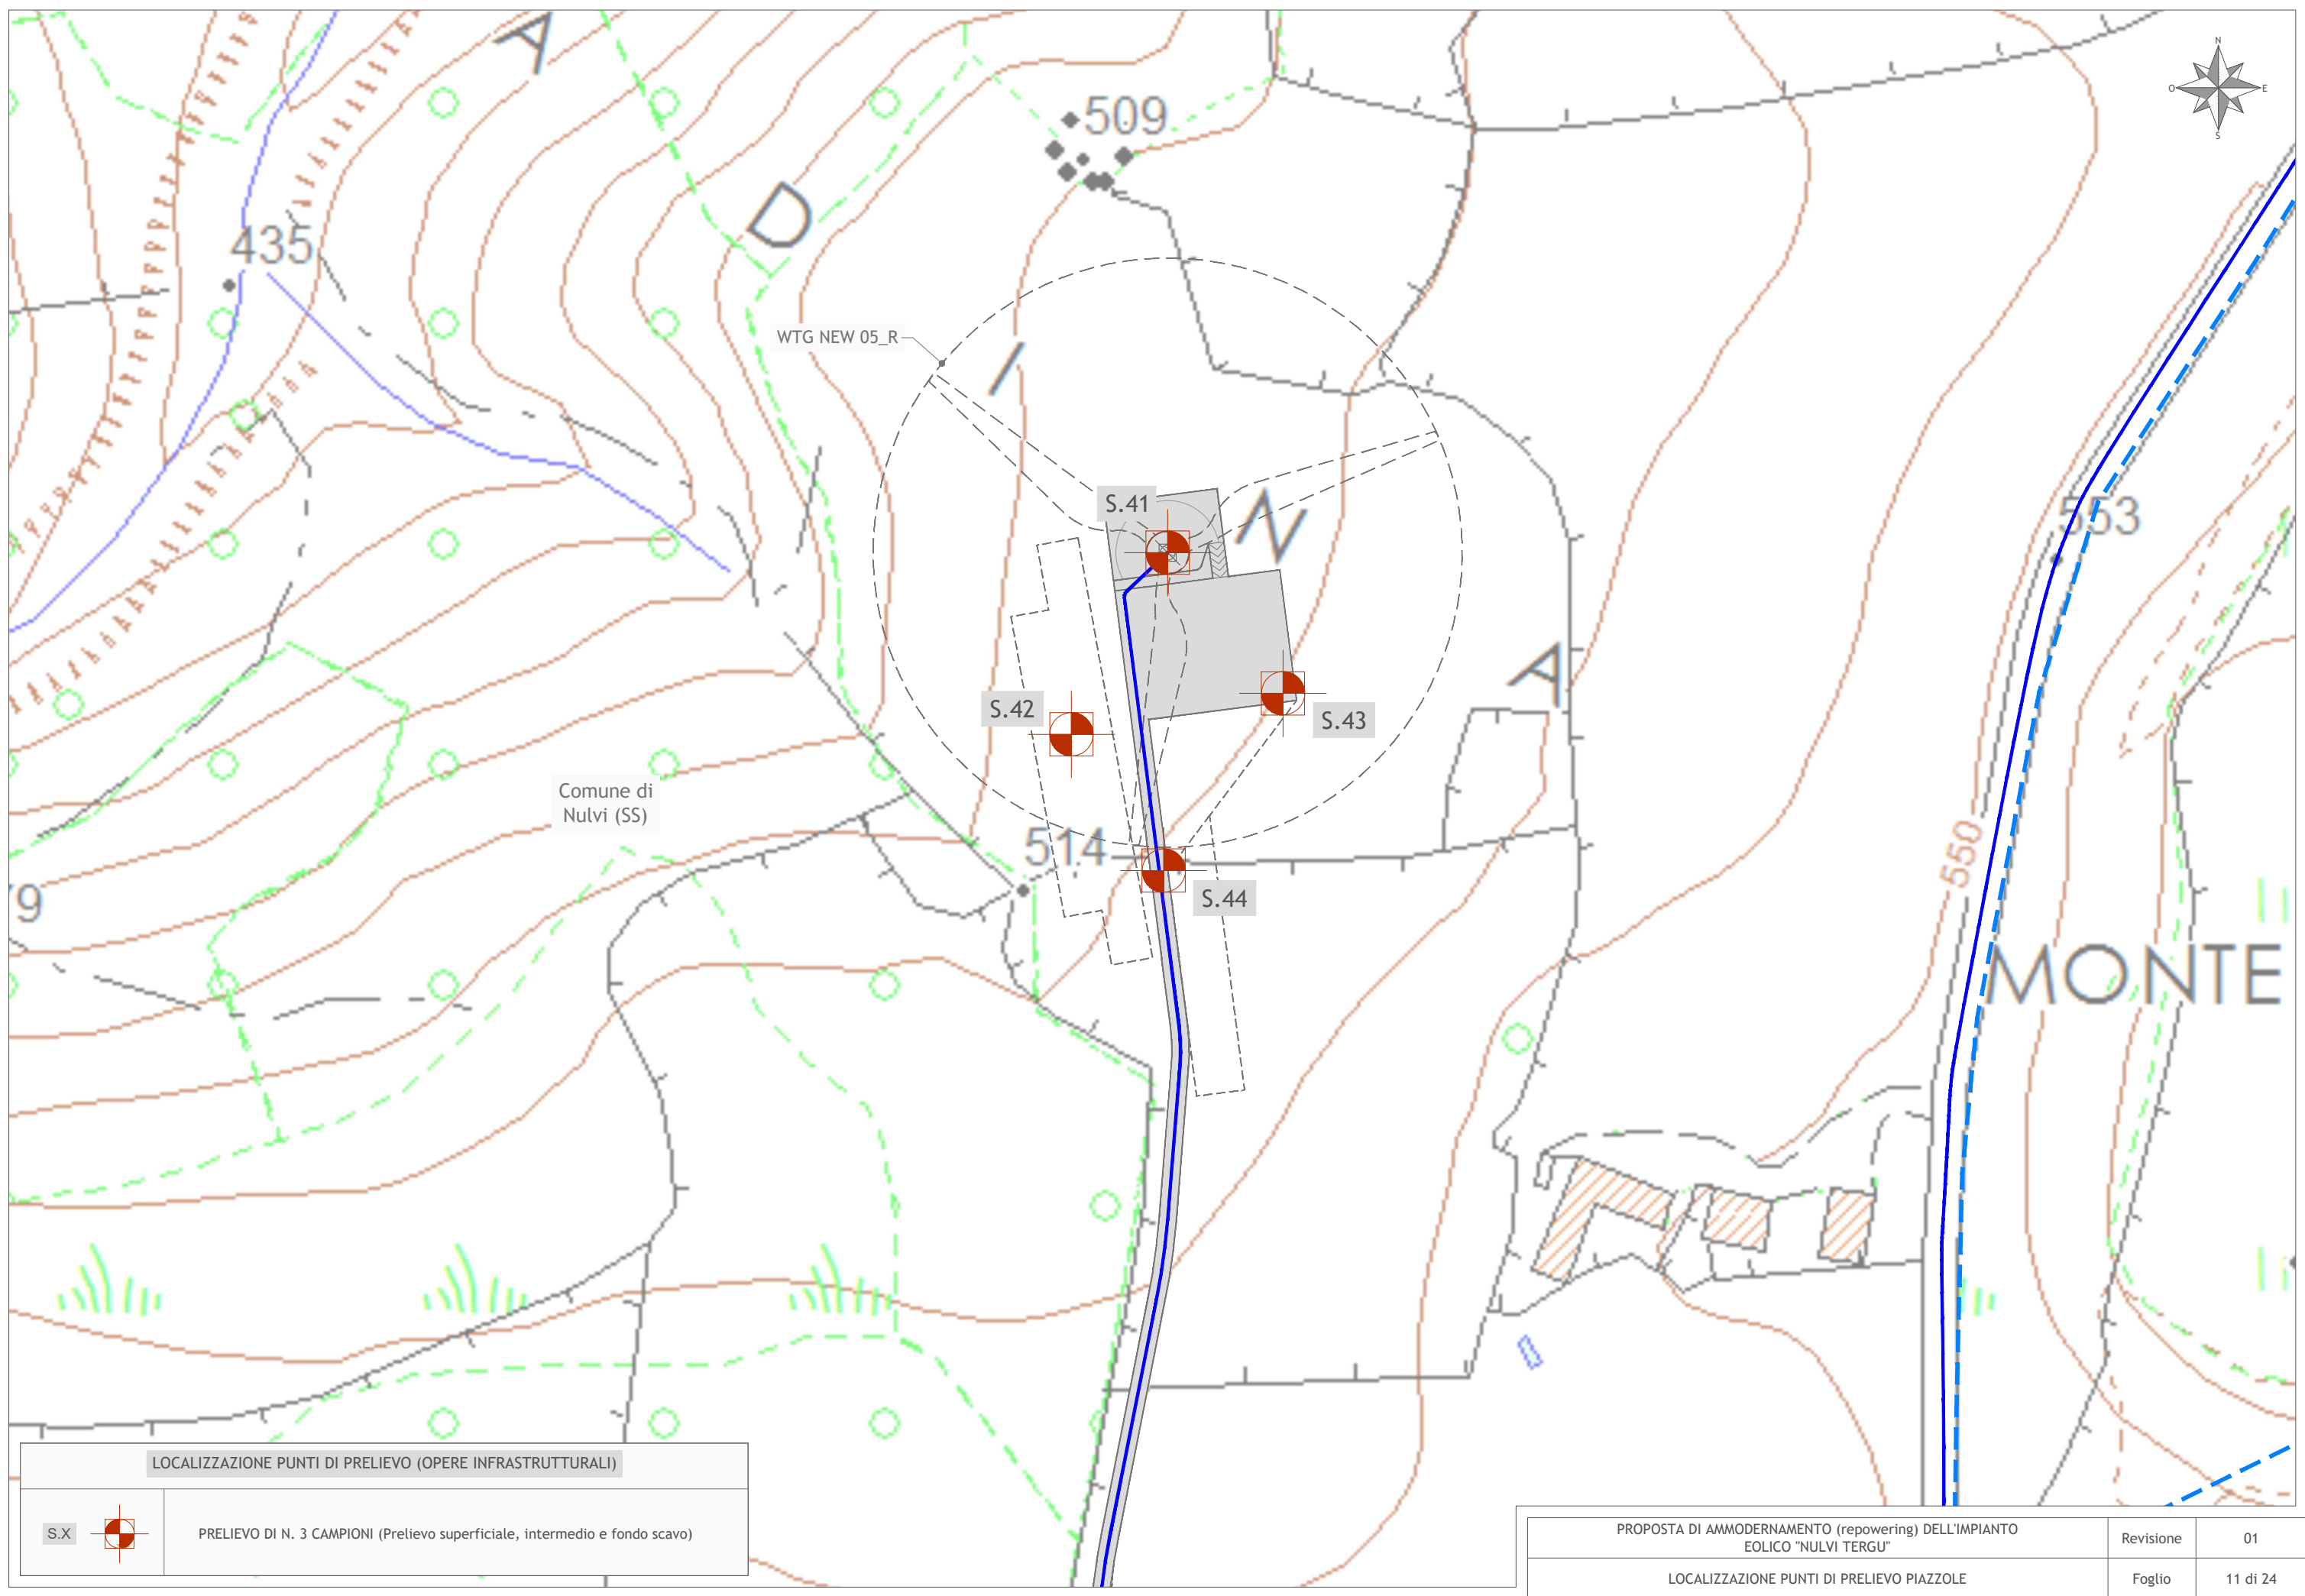 A
N
O
E
S
509
D
435
WTG NEW 05_R
I
S.41
N
553
A
S.42
S.43
Comune di
Nulvi (SS)
514
550
S.44
9
MONTE
LOCALIZZAZIONE PUNTI DI PRELIEVO (OPERE INFRASTRUTTURALI)
S.X
PRELIEVO DI N. 3 CAMPIONI (Prelievo superficiale, intermedio e fondo scavo)
PROPOSTA DI AMMODERNAMENTO (repowering) DELL'IMPIANTO
EOLICO "NULVI TERGU"
Revisione
01
LOCALIZZAZIONE PUNTI DI PRELIEVO PIAZZOLE
Foglio
11 di 24